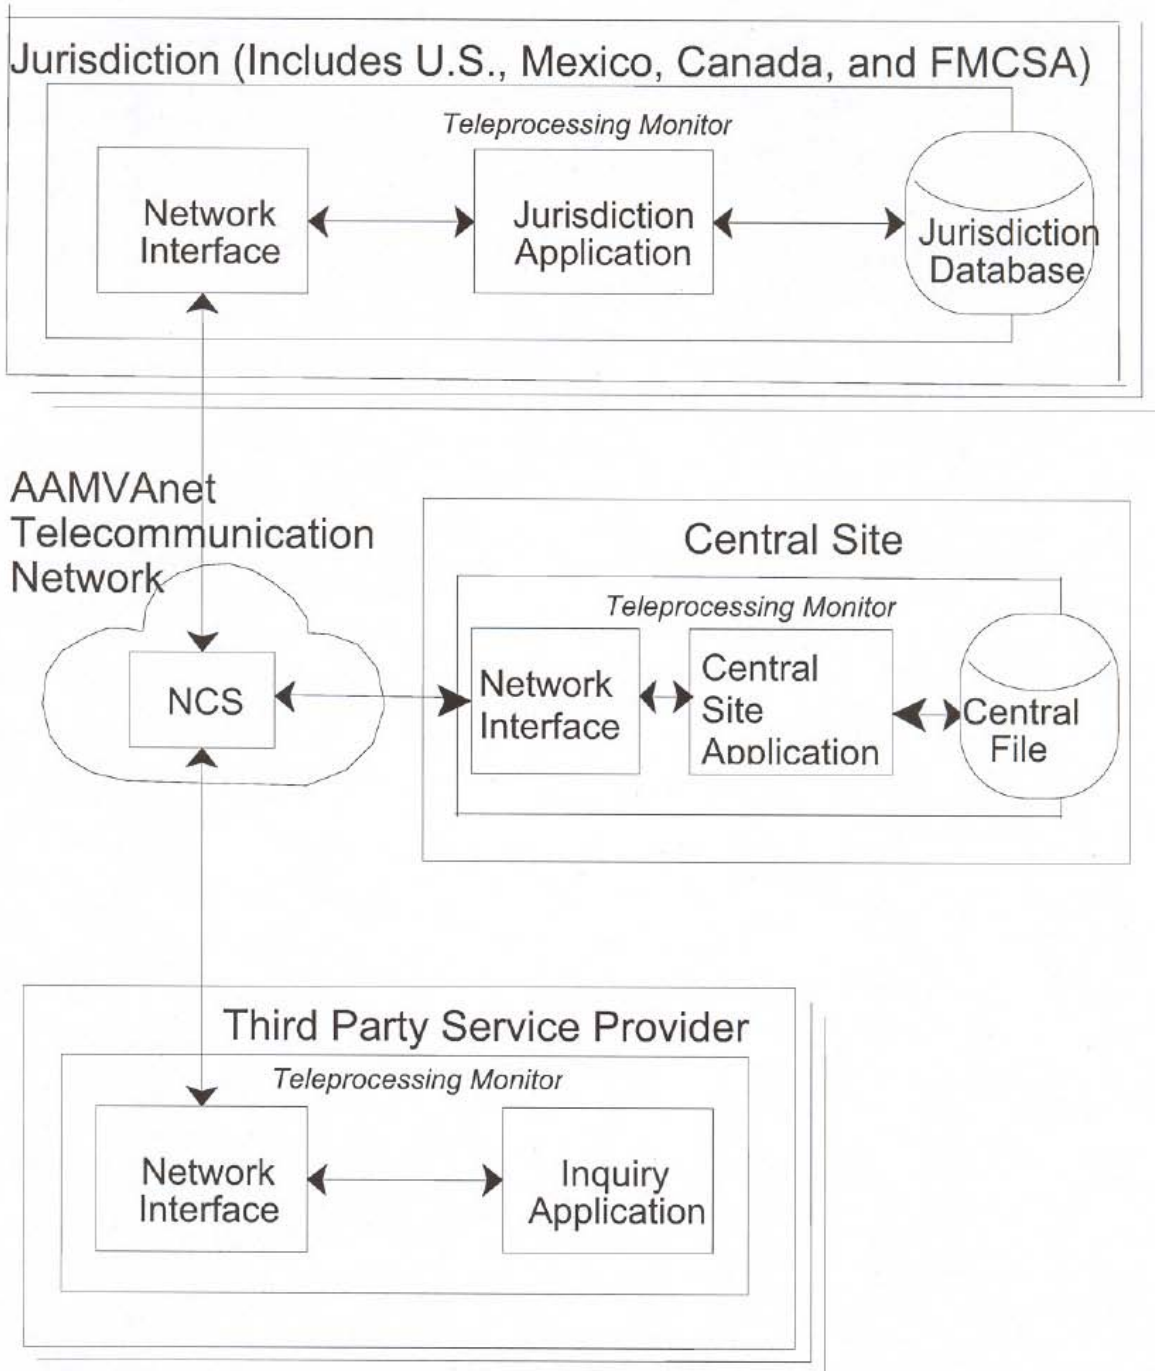 Jurisdiction (Includes U.S., Mexico, Canada, and FMCSA)
Teleprocessing Monitor
Network
Interface
Jurisdiction
Application
Jurisdiction
Database
AAMVAnet
Telecommunication
Network
NCS
Central Site
Teleprocessing Monitor
Network
Interface
Central
Site
Application
Central
File
Third Party Service Provider
Teleprocessing Monitor
Network
Interface
Inquiry
Application